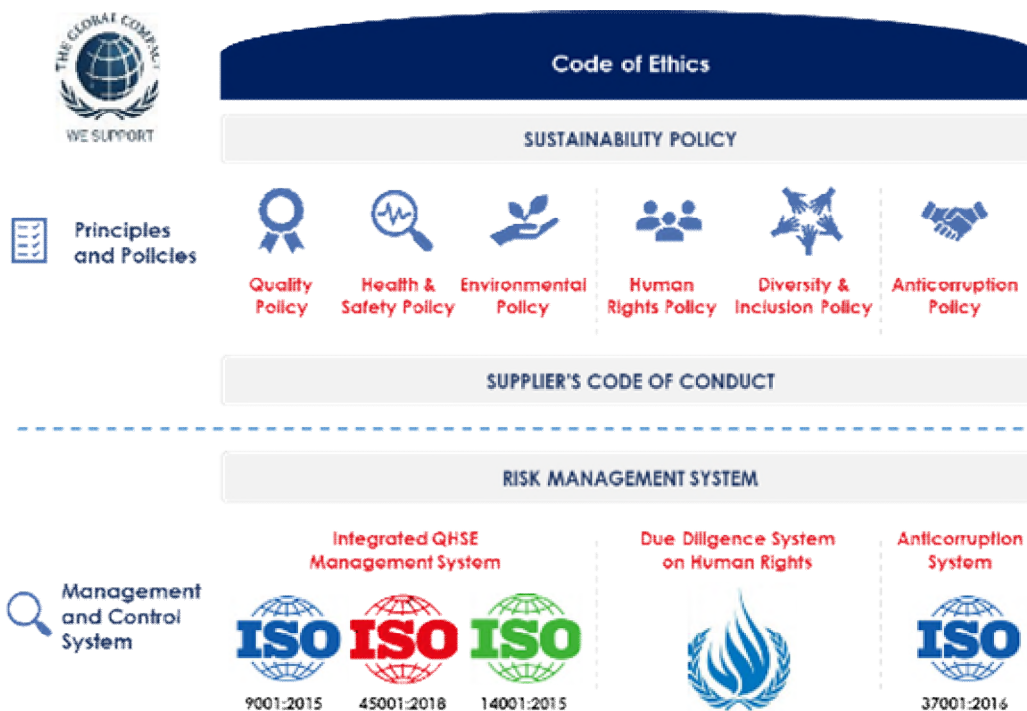 THE GLOBAL COMPACT
WE SUPPORT
Code of Ethics
SUSTAINABILITY POLICY
Principles
and Policies
Quality
Policy
Health &
Safety Policy
Environmental
Policy
Human
Rights Policy
Diversity &
Inclusion Policy
Anticorruption
Policy
SUPPLIER'S CODE OF CONDUCT
RISK MANAGEMENT SYSTEM
Management
and Control
System
Integrated QHSE
Management System
Due Diligence System
on Human Rights
Anticorruption
System
ISO
9001:2015
ISO
45001:2018
ISO
14001:2015
ISO
37001:2016